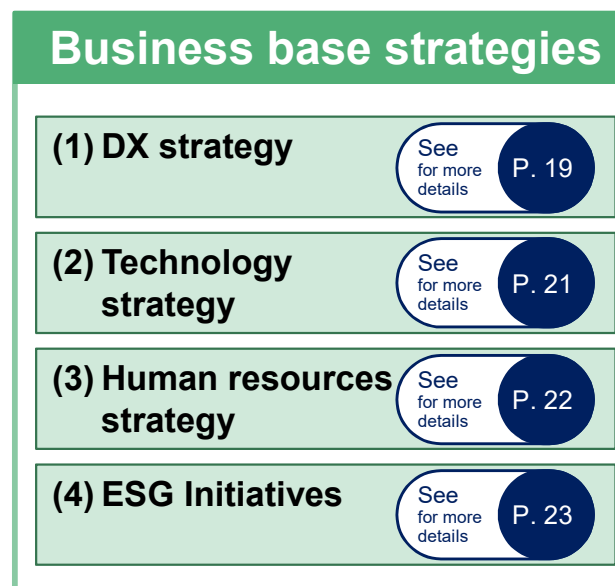 Business base strategies
(1) DX strategy
See
for more
details
P. 19
(2) Technology
strategy
See
for more
details
P. 21
(3) Human resources
strategy
See
for more
details
P. 22
(4) ESG Initiatives
See
for more
details
P. 23